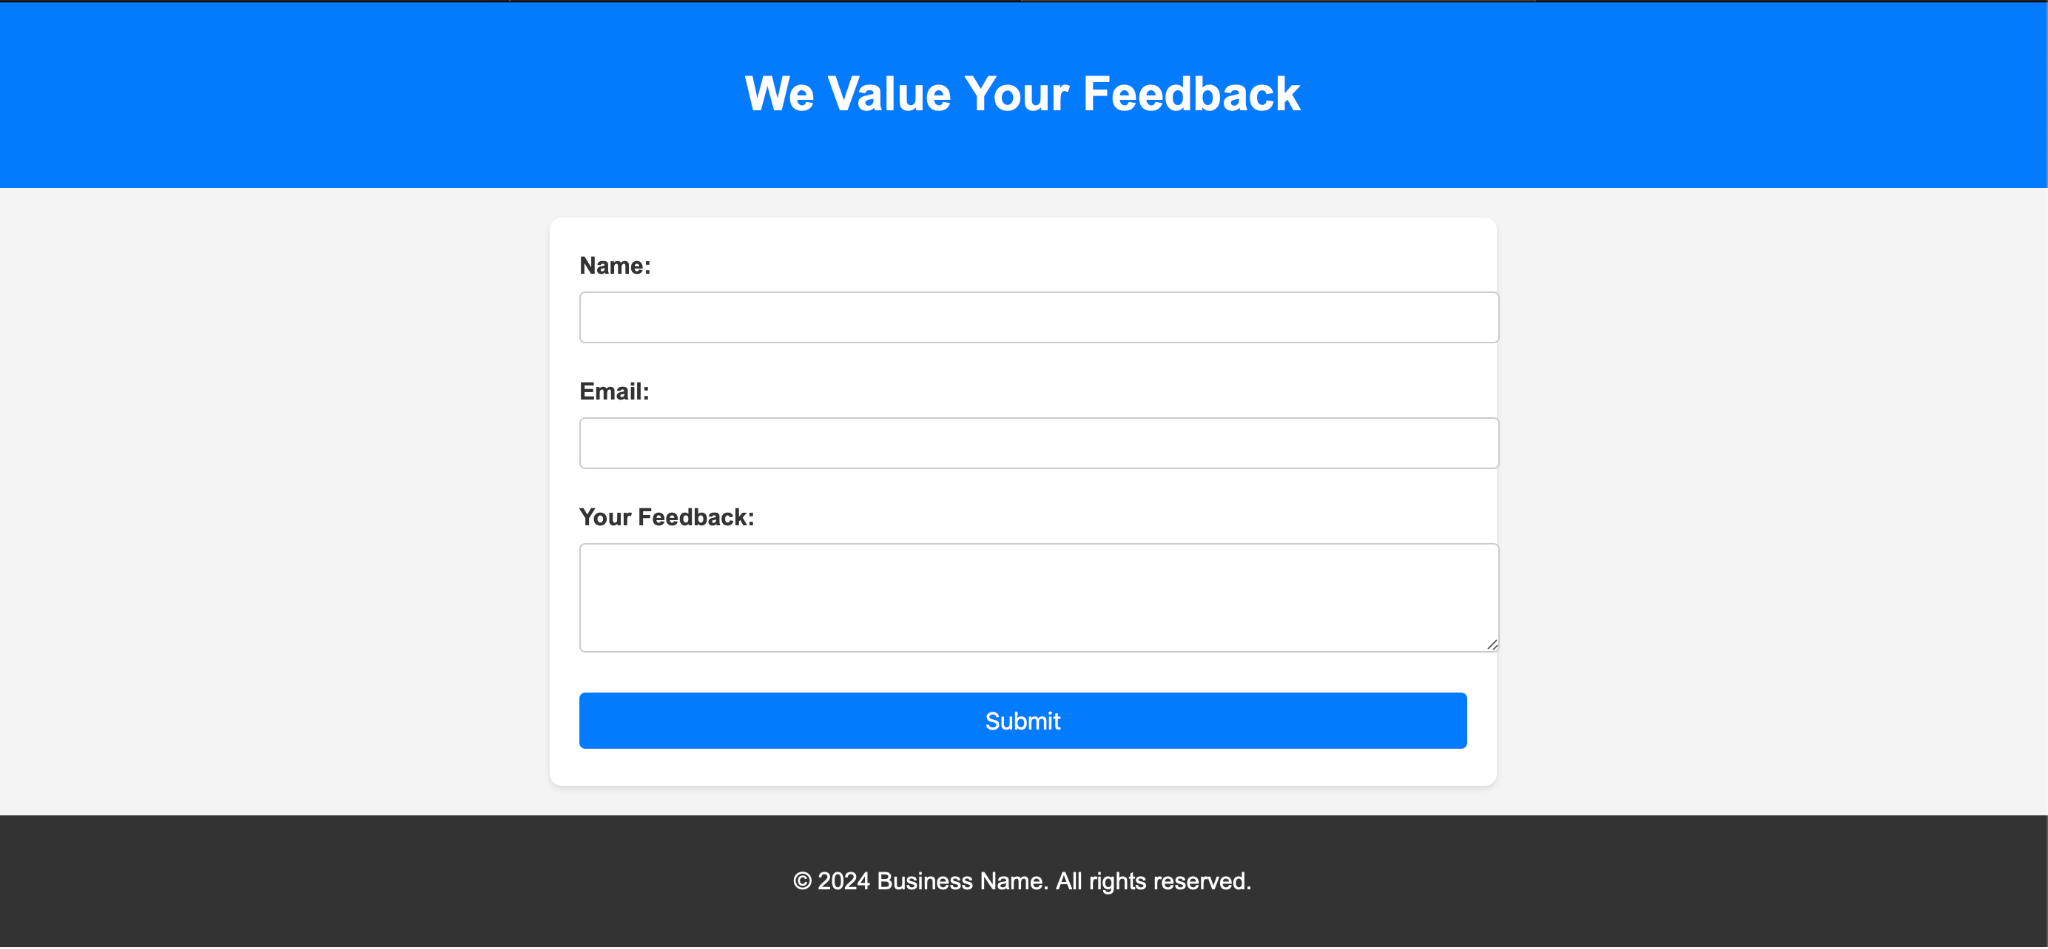 We Value Your Feedback
Name:
Email:
Your Feedback:
Submit
© 2024 Business Name. All rights reserved.